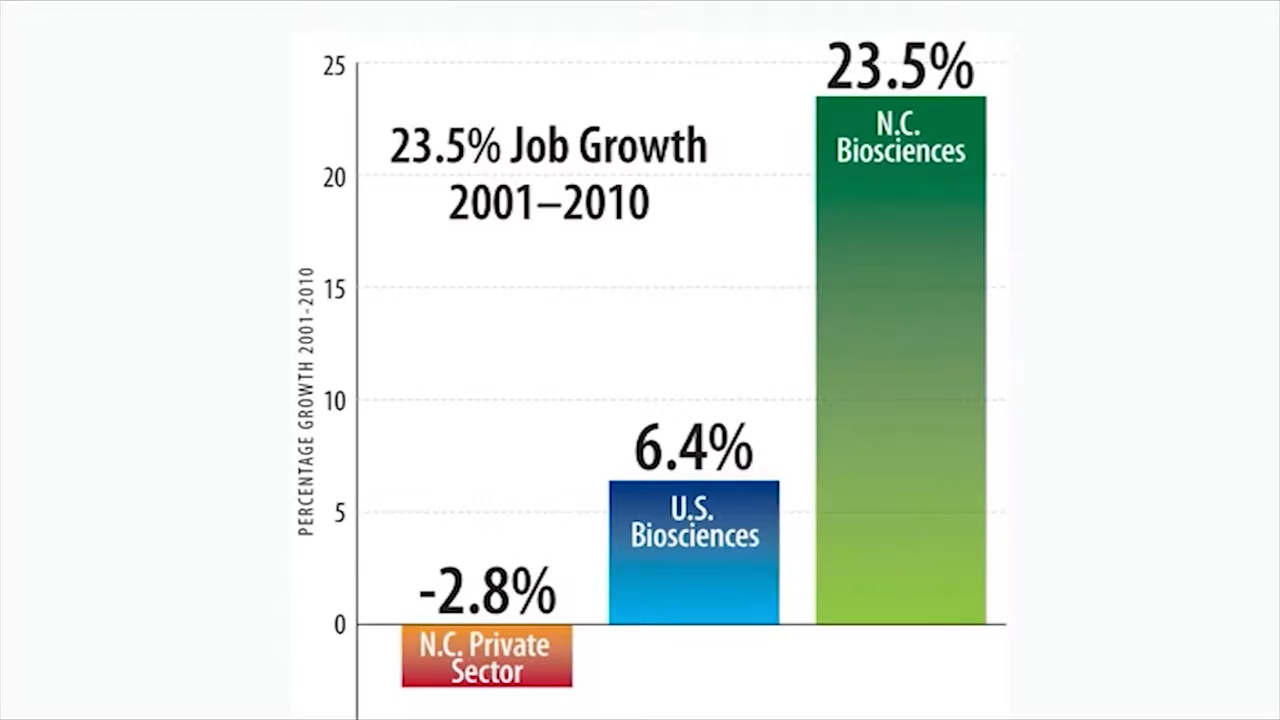 23.5% Job Growth
2001–2010
PERCENTAGE GROWTH 2001-2010
25
20
15
10
5
0
-2.8%
N.C. Private
Sector
6.4%
U.S.
Biosciences
23.5%
N.C.
Biosciences